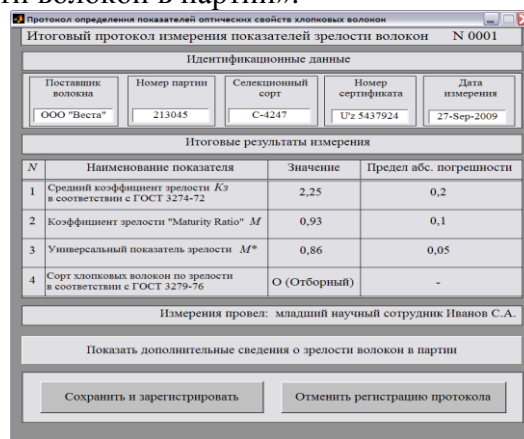 ни волокон в партии».
Протокол определения показателей оптических свойств хлопковых волокон
Итоговый протокол измерения показателей зрелости волокон N 0001
Идентификационные данные
Поставщик волокна
ООО "Веста"
Номер партии
213045
Селекционный сорт
С-4247
Номер сертификата
U'z 5437924
Дата измерения
27-Sep-2009
Итоговые результаты измерения
N Наименование показателя Значение Предел абс. погрешности
1 Средний коэффициент зрелости Кз в соответствии с ГОСТ 3274-72 2,25 0,2
2 Коэффициент зрелости "Maturity Ratio" M 0,93 0,1
3 Универсальный показатель зрелости M* 0,86 0,05
4 Сорт хлопковых волокон по зрелости в соответствии с ГОСТ 3279-76 О (Отборный) -
Измерения провел: младший научный сотрудник Иванов С.А.
Показать дополнительные сведения о зрелости волокон в партии
Сохранить и зарегистрировать Отменить регистрацию протокола